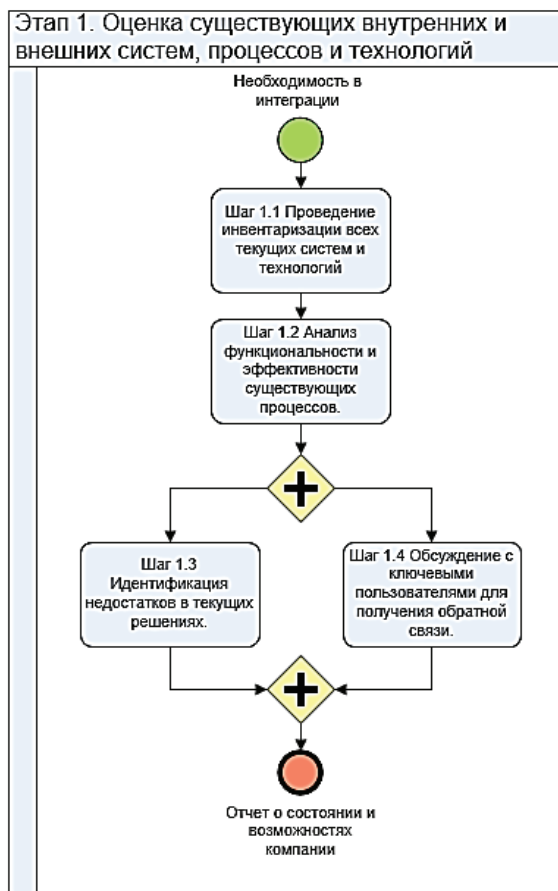 Этап 1. Оценка существующих внутренних и
внешних систем, процессов и технологий
Необходимость в
интеграции
Шаг 1.1 Проведение
инвентаризации всех
текущих систем и
технологий
Шаг 1.2 Анализ
функциональности и
эффективности
существующих
процессов.
Шаг 1.3
Идентификация
недостатков в текущих
решениях.
Шаг 1.4 Обсуждение с
ключевыми
пользователями для
получения обратной
связи.
Отчет о состоянии и
возможностях
компании